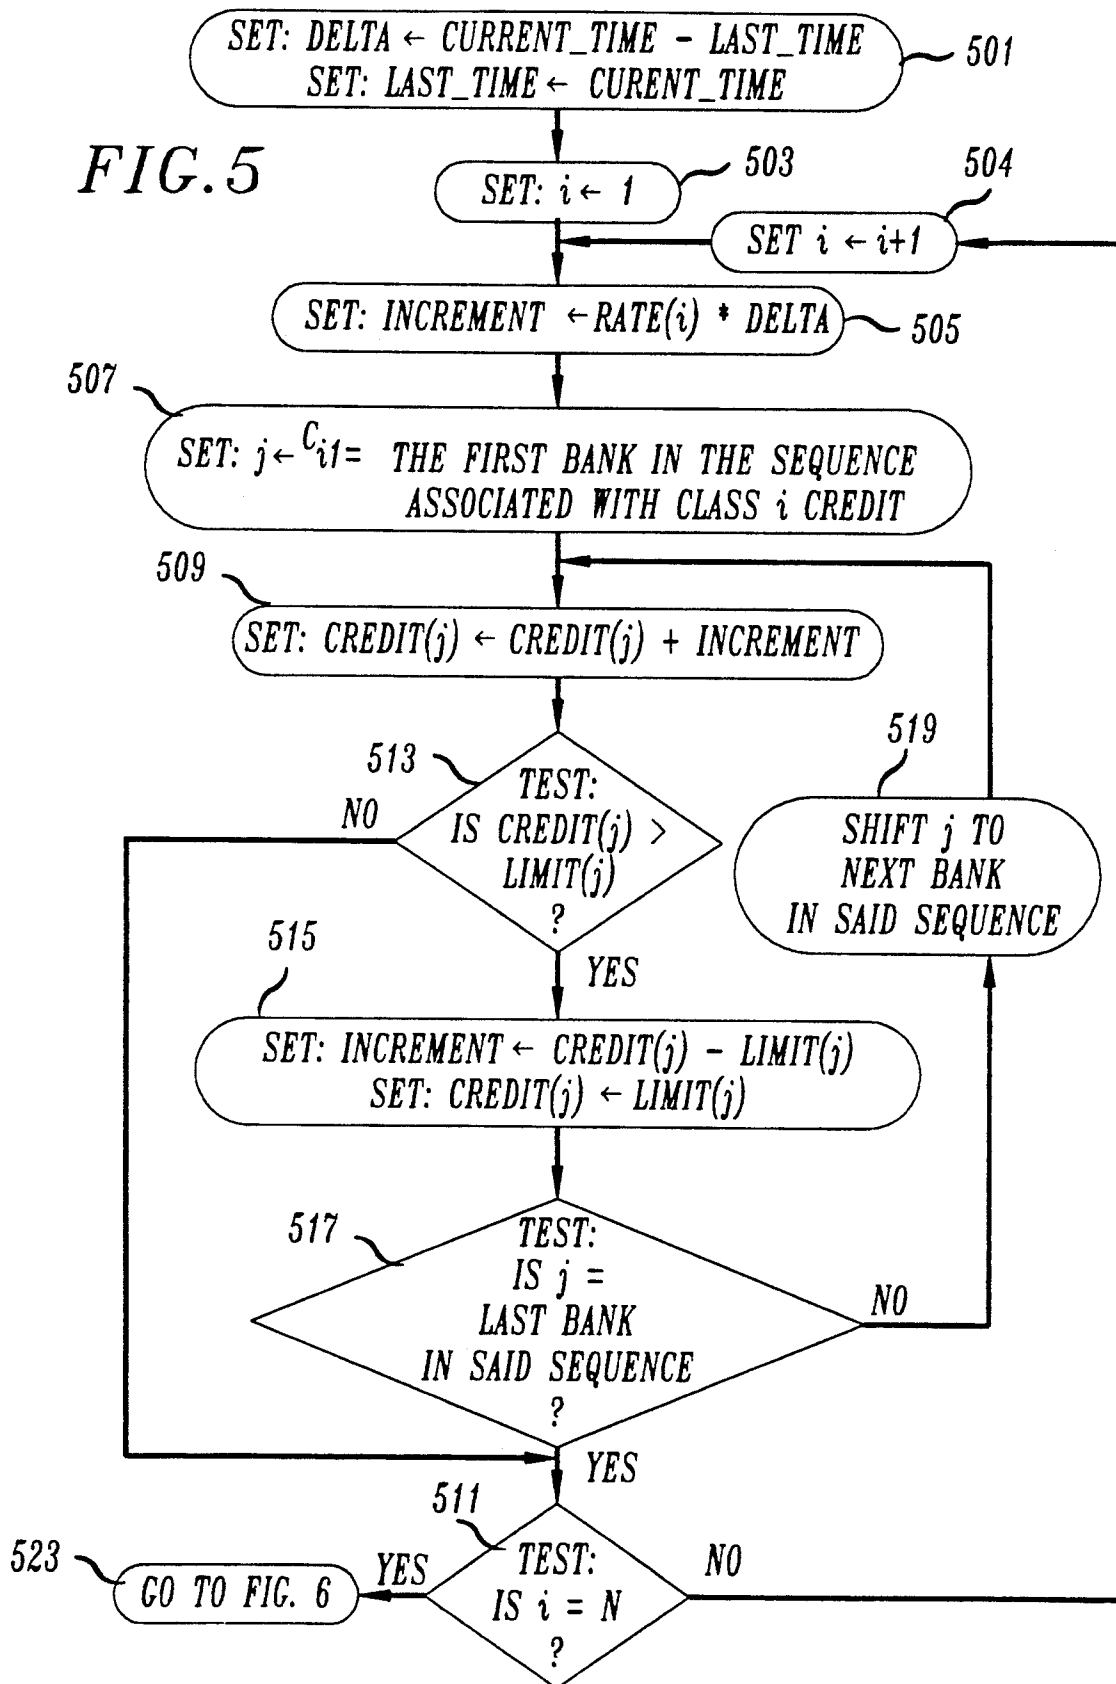 SET: DELTA ← CURRENT_TIME - LAST_TIME
SET: LAST_TIME ← CURENT_TIME
501
FIG.5
503
SET: i ← 1
504
SET i ← i+1
SET: INCREMENT ← RATE(i) * DELTA
505
507
SET: j ← C_i1 = THE FIRST BANK IN THE SEQUENCE
ASSOCIATED WITH CLASS i CREDIT
509
SET: CREDIT(j) ← CREDIT(j) + INCREMENT
513
TEST:
IS CREDIT(j) >
LIMIT(j)
?
NO
YES
519
SHIFT j TO
NEXT BANK
IN SAID SEQUENCE
515
SET: INCREMENT ← CREDIT(j) - LIMIT(j)
SET: CREDIT(j) ← LIMIT(j)
517
TEST:
IS j =
LAST BANK
IN SAID SEQUENCE
?
NO
YES
511
TEST:
IS i = N
?
YES
NO
523
GO TO FIG. 6